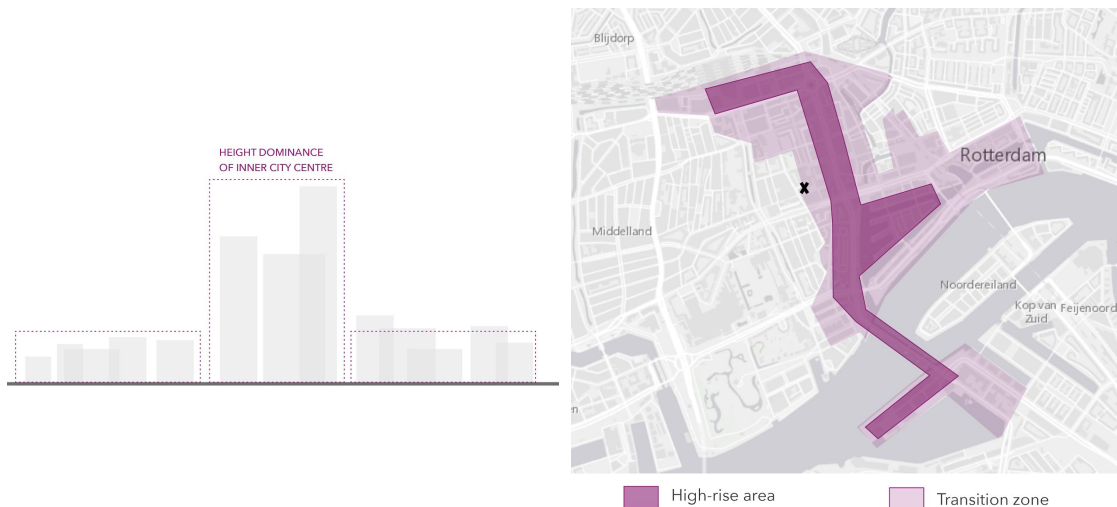 HEIGHT DOMINANCE
OF INNER CITY CENTRE
Blijdorp
Rotterdam
x
Middelland
Noordereiland
Kop van
Zuid
Feijenoord
en
High-rise area
Transition zone